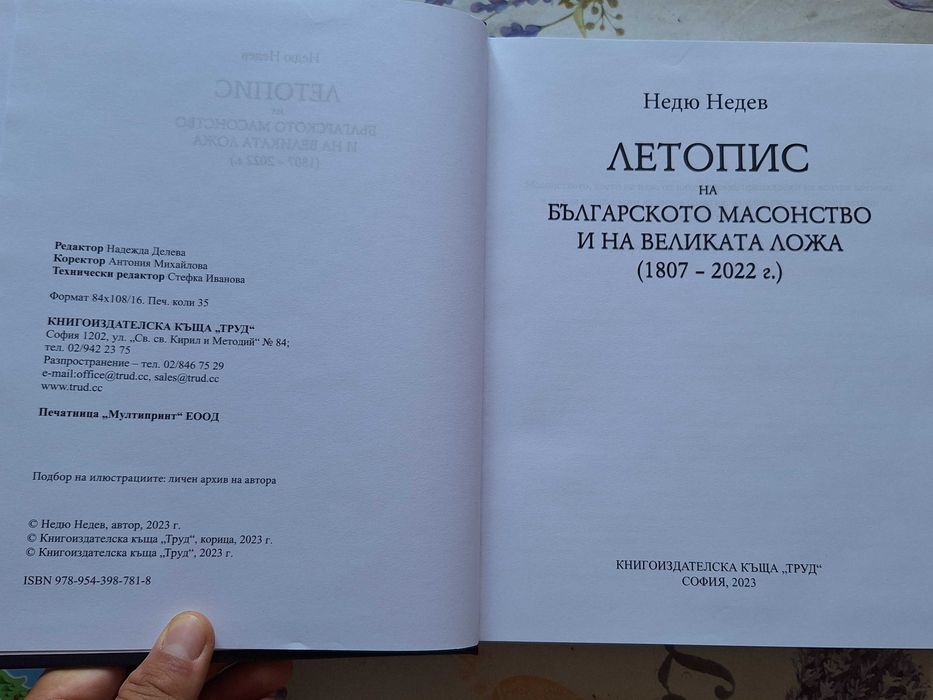 Редактор Надежда Делева
Коректор Антония Михайлова
Технически редактор Стефка Иванова
Формат 84x108/16. Печ. коли 35
КНИГОИЗДАТЕЛСКА КЪЩА „ТРУД“
София 1202, ул. „Св. св. Кирил и Методий“ № 84;
тел. 02/942 23 75
Разпространение – тел. 02/846 75 29
e-mail:office@trud.cc, sales@trud.cc
www.trud.cc
Печатница „Мултипринт“ ЕООД
Подбор на илюстрациите: личен архив на автора
© Недю Недев, автор, 2023 г.
© Книгоиздателска къща „Труд“, корица, 2023 г.
© Книгоиздателска къща „Труд“, 2023 г.
ISBN 978-954-398-781-8
Недю Недев
ЛЕТОПИС
НА
БЪЛГАРСКОТО МАСОНСТВО
И НА ВЕЛИКАТА ЛОЖА
(1807 – 2022 г.)
КНИГОИЗДАТЕЛСКА КЪЩА „ТРУД“
СОФИЯ, 2023